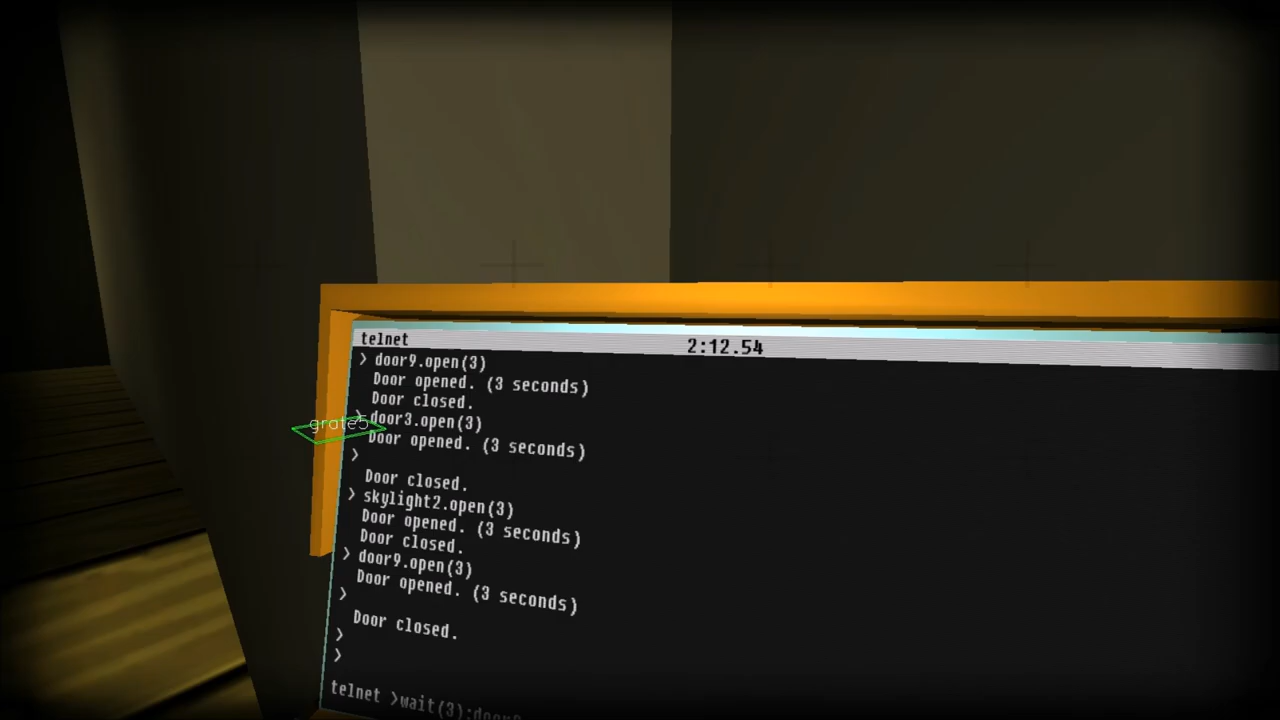 telnet 2:12.54
❯ door9.open(3)
Door opened. (3 seconds)
Door closed.
❯ door3.open(3)
Door opened. (3 seconds)
❯
Door closed.
❯ skylight2.open(3)
Door opened. (3 seconds)
Door closed.
❯ door9.open(3)
Door opened. (3 seconds)
❯
Door closed.
❯
❯
telnet ❯wait(3);door
grate5